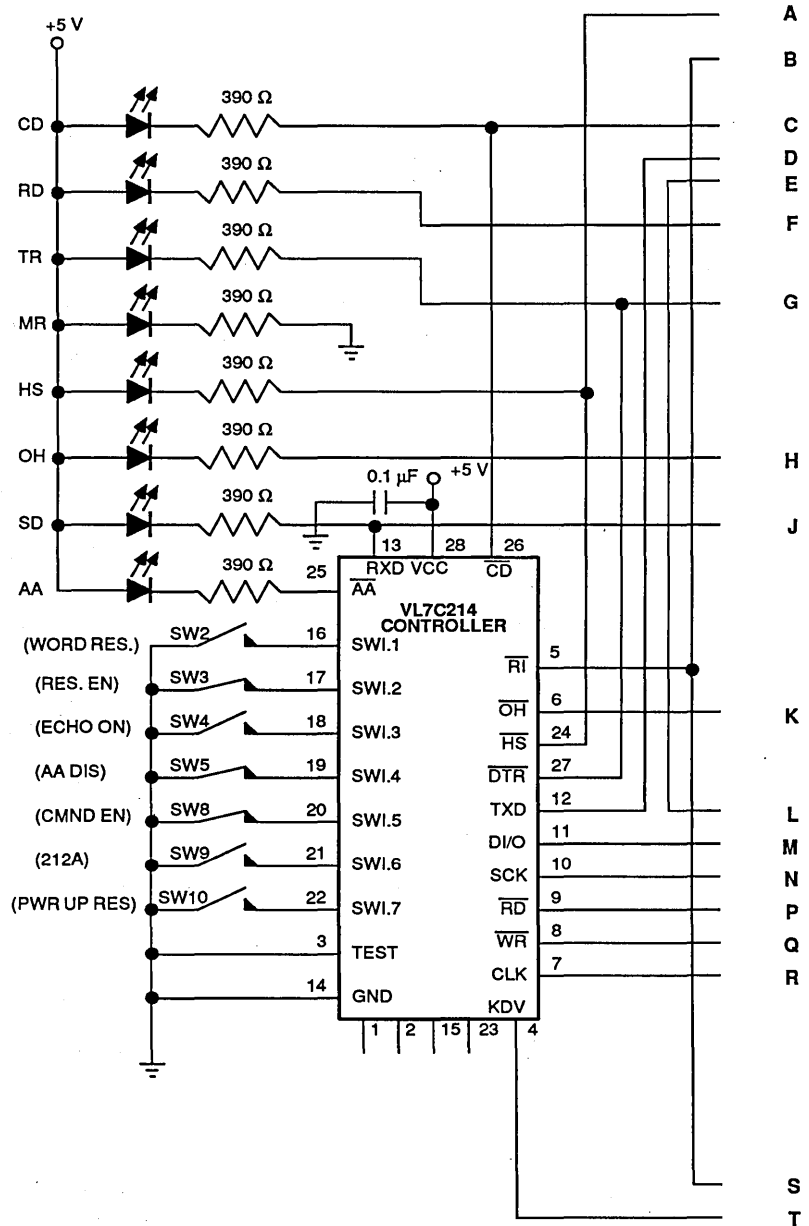 +5 V
A
B
390 Ω
CD
C
D
390 Ω
E
RD
F
390 Ω
TR
390 Ω
G
MR
390 Ω
HS
390 Ω
OH
H
0.1 µF
+5 V
390 Ω
SD
J
13
28
26
390 Ω
25
RXD
VCC
CD
AA
AA
VL7C214
CONTROLLER
(WORD RES.)
SW2
16
SWI.1
5
RI
(RES. EN)
SW3
17
SWI.2
6
OH
K
(ECHO ON)
SW4
18
SWI.3
24
HS
(AA DIS)
SW5
19
SWI.4
27
DTR
(CMND EN)
SW8
20
SWI.5
12
TXD
L
(212A)
SW9
21
SWI.6
11
DI/O
M
10
SCK
N
(PWR UP RES)
SW10
22
SWI.7
9
RD
P
3
TEST
8
WR
Q
7
CLK
R
14
GND
KDV
1
2
15
23
4
S
T